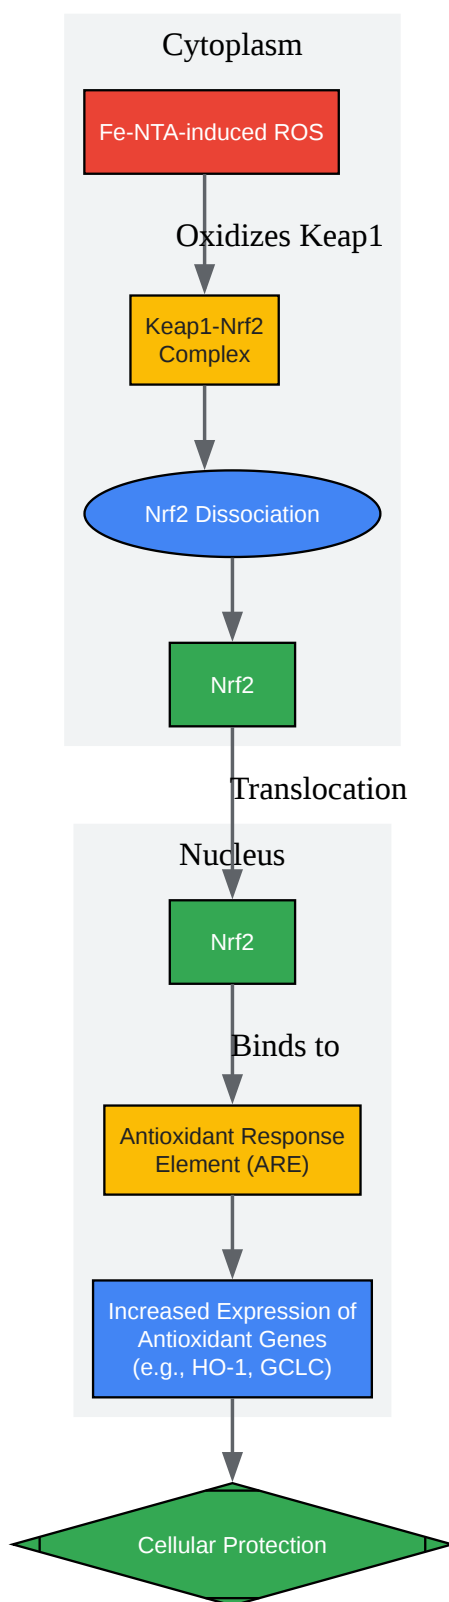 Cytoplasm
Fe-NTA-induced ROS
Oxidizes Keap1
Keap1-Nrf2
Complex
Nrf2 Dissociation
Nrf2
Translocation
Nucleus
Nrf2
Binds to
Antioxidant Response
Element (ARE)
Increased Expression of
Antioxidant Genes
(e.g., HO-1, GCLC)
Cellular Protection